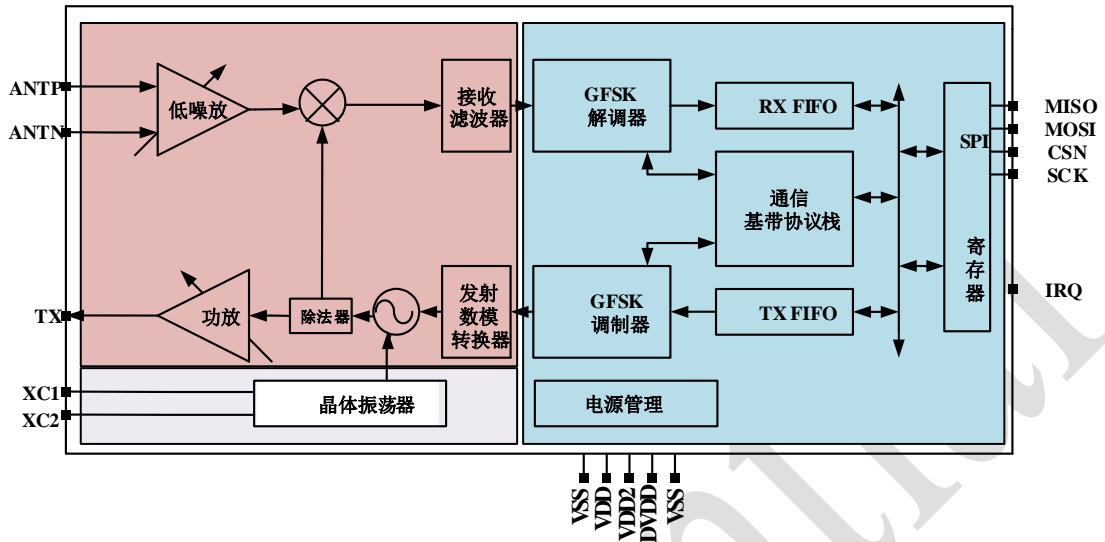 ANTP
ANTN
低噪放
接收
滤波器
GFSK
解调器
RX FIFO
通信
基带协议栈
SPI
寄
存
器
MISO
MOSI
CSN
SCK
IRQ
TX
功放
除法器
发射
数模
转换器
GFSK
调制器
TX FIFO
XC1
XC2
晶体振荡器
电源管理
VSS
VDD
VDD2
DVDD
VSS